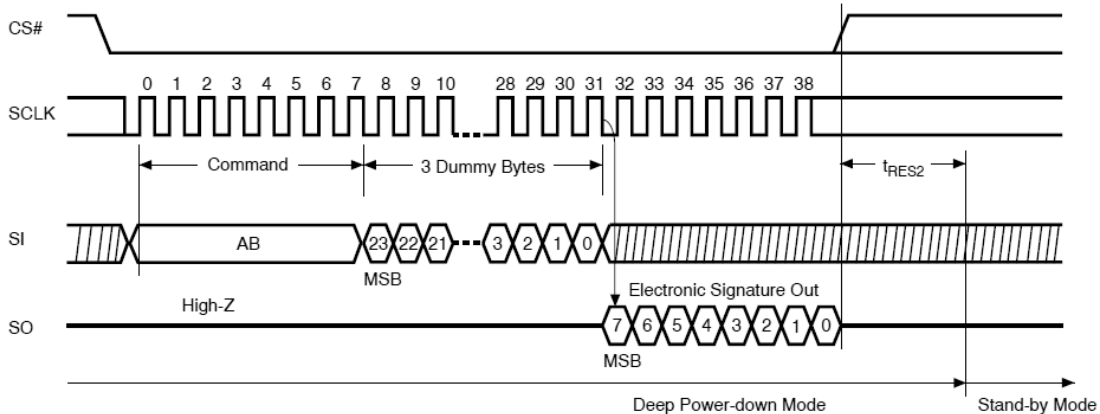 CS#
0 1 2 3 4 5 6 7 8 9 10 28 29 30 31 32 33 34 35 36 37 38
SCLK
Command 3 Dummy Bytes tRES2
SI AB 23 22 21 3 2 1 0
MSB
High-Z Electronic Signature Out
SO 7 6 5 4 3 2 1 0
MSB
Deep Power-down Mode Stand-by Mode